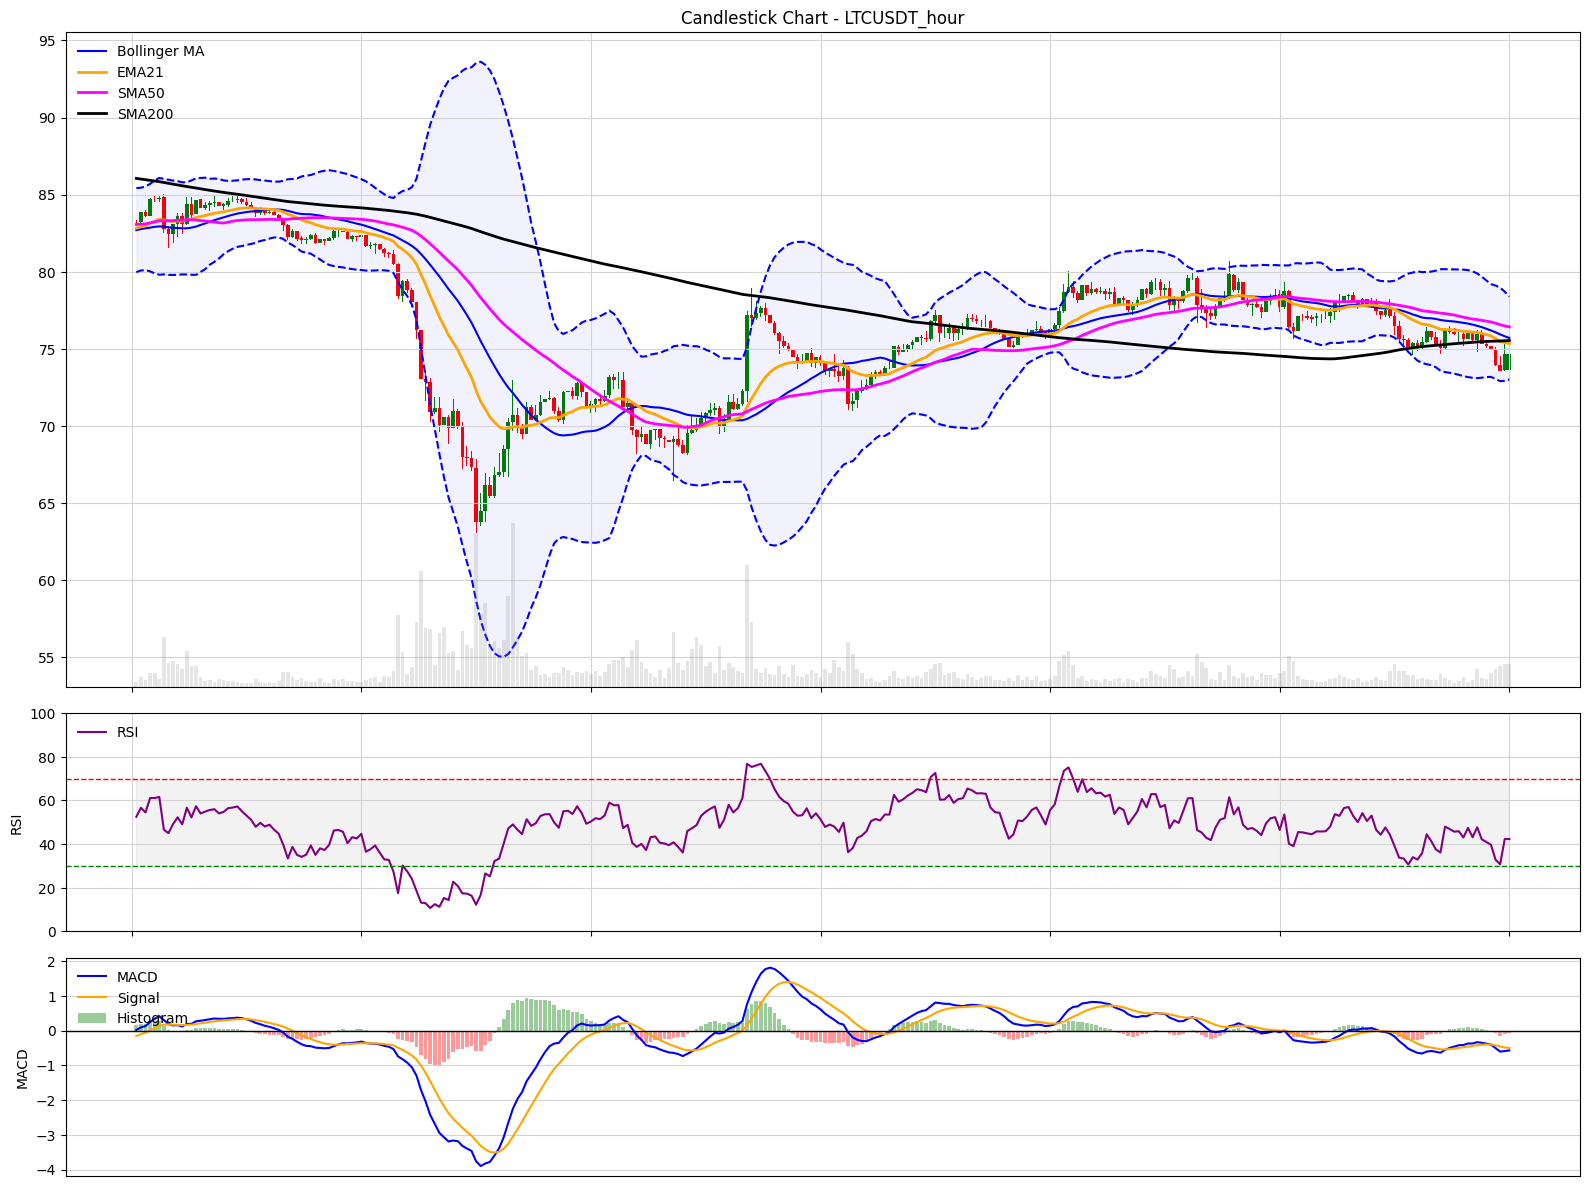 Candlestick Chart - LTCUSDT_hour
95
90
85
80
75
70
65
60
55
Bollinger MA
EMA21
SMA50
SMA200
100
80
60
40
20
0
RSI
RSI
2
1
0
−1
−2
−3
−4
MACD
MACD
Signal
Histogram